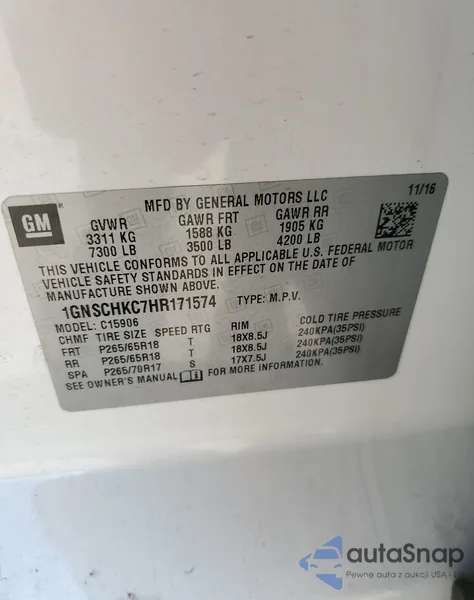 MFD BY GENERAL MOTORS LLC
11/16
GM
GVWR GAWR FRT GAWR RR
3311 KG 1588 KG 1905 KG
7300 LB 3500 LB 4200 LB
THIS VEHICLE CONFORMS TO ALL APPLICABLE U.S. FEDERAL MOTOR
VEHICLE SAFETY STANDARDS IN EFFECT ON THE DATE OF
MANUFACTURE SHOWN ABOVE.
1GNSCHKC7HR171574 TYPE: M.P.V.
MODEL: C15906
CHMF TIRE SIZE SPEED RTG RIM COLD TIRE PRESSURE
FRT P265/65R18 T 18X8.5J 240KPA(35PSI)
RR P265/65R18 T 18X8.5J 240KPA(35PSI)
SPA P265/70R17 S 17X7.5J 240KPA(35PSI)
SEE OWNER'S MANUAL FOR MORE INFORMATION.
autaSnap
Pewne auta z aukcji USA i